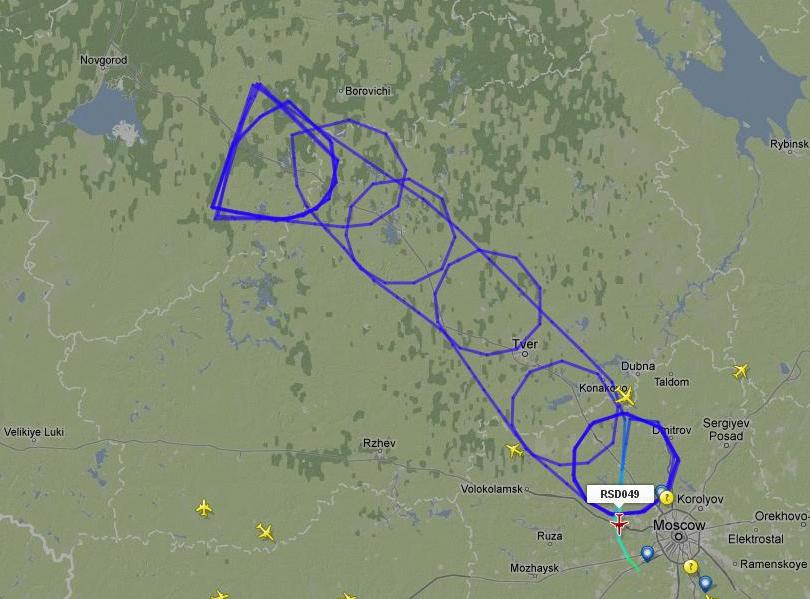 Novgorod
Borovichi
Rybinsk
Tver
Dubna
Konakovo
Taldom
Velikiye Luki
Rzhev
Dmitrov
Sergiyev
Posad
Volokolamsk
RSD049
?
Korolyov
Moscow
Orekhovo-
Ruza
Elektrostal
Mozhaysk
?
Ramenskoye